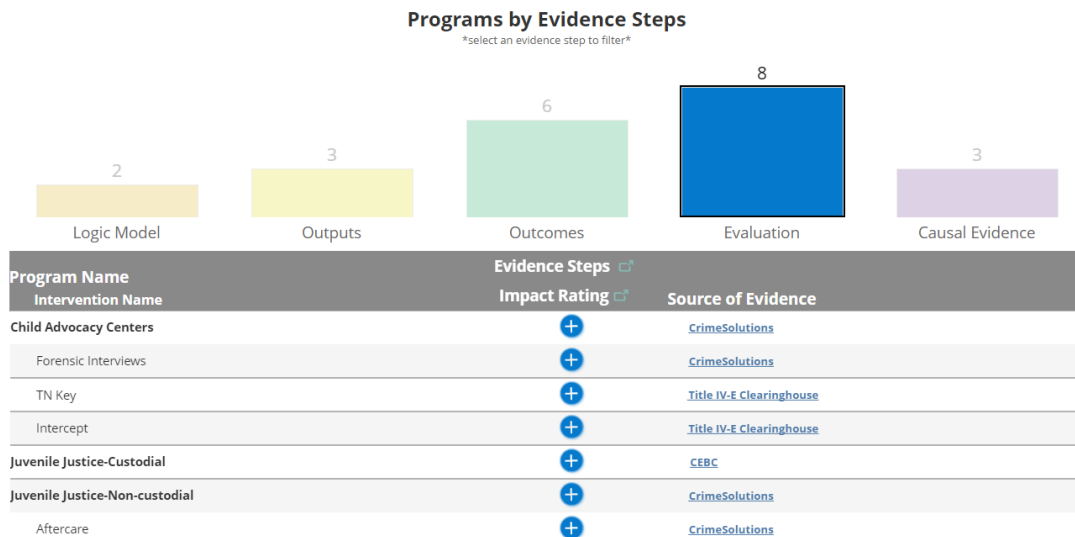 Programs by Evidence Steps
*select an evidence step to filter*
2
3
6
8
3
Logic Model
Outputs
Outcomes
Evaluation
Causal Evidence
Program Name
Intervention Name
Evidence Steps
Impact Rating
Source of Evidence
Child Advocacy Centers CrimeSolutions
Forensic Interviews CrimeSolutions
TN Key Title IV-E Clearinghouse
Intercept Title IV-E Clearinghouse
Juvenile Justice-Custodial CEBC
Juvenile Justice-Non-custodial CrimeSolutions
Aftercare CrimeSolutions